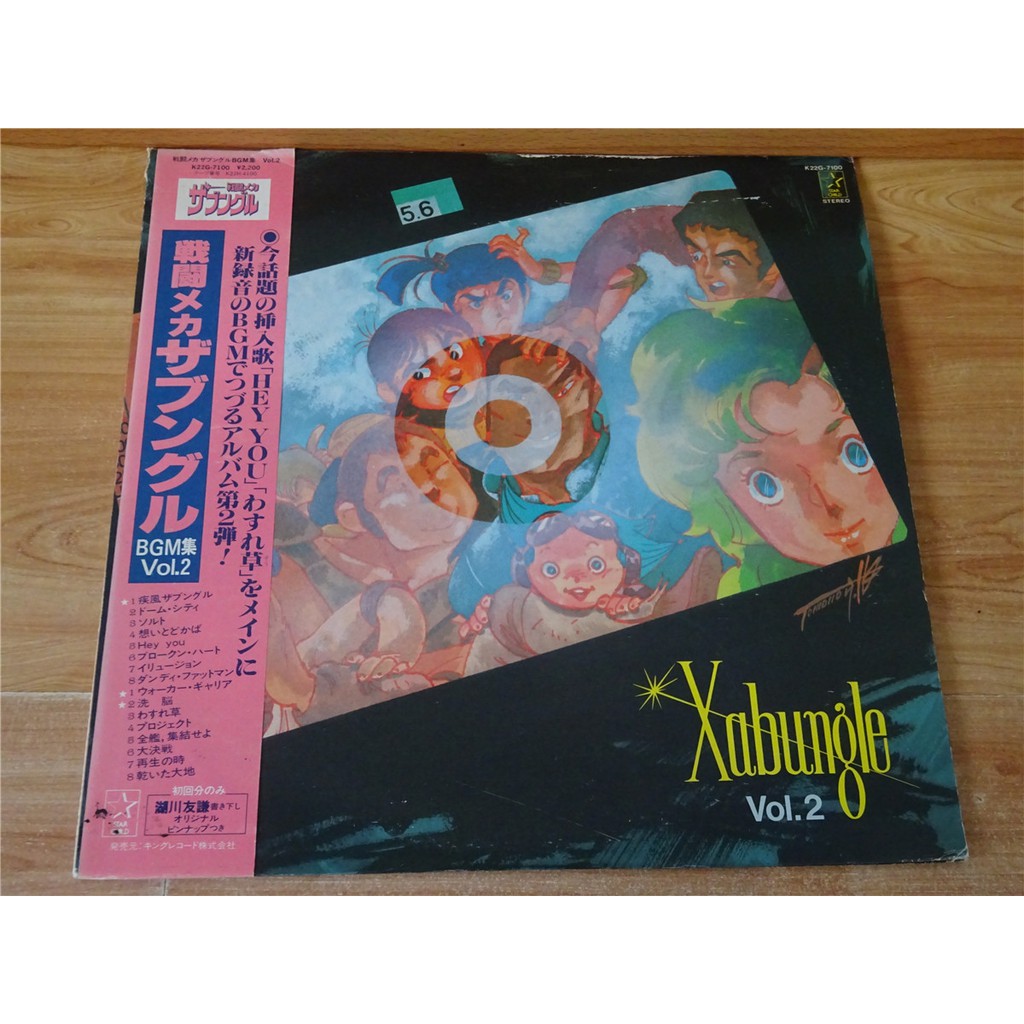 戦闘メカ ザブングルBGM集 Vol.2
K22G-7100 ¥2,200
戦闘メカ
ザブングル
戦闘メカザブングル
BGM集
Vol.2
●今話題の挿入歌「HEY YOU」「わすれ草」をメインに
新録音のBGMでつづるアルバム第2弾!
★1 疾風ザブングル
2 ドーム・シティ
3 ソルト
4 想いとどかば
5 Hey you
6 ブロークン・ハート
7 イリュージョン
8 ダンディ・ファットマン
★1 ウォーカー・ギャリア
★2 洗脳
3 わすれ草
4 プロジェクト
5 全艦,集結せよ
6 大決戦
7 再生の時
8 乾いた大地
初回分のみ
湖川友謙書き下し
オリジナル
ピンナップつき
STAR
CHILD
発売元:キングレコード株式会社
5.6
K22G-7100
STAR
CHILD
STEREO
Xabungle
Vol.2